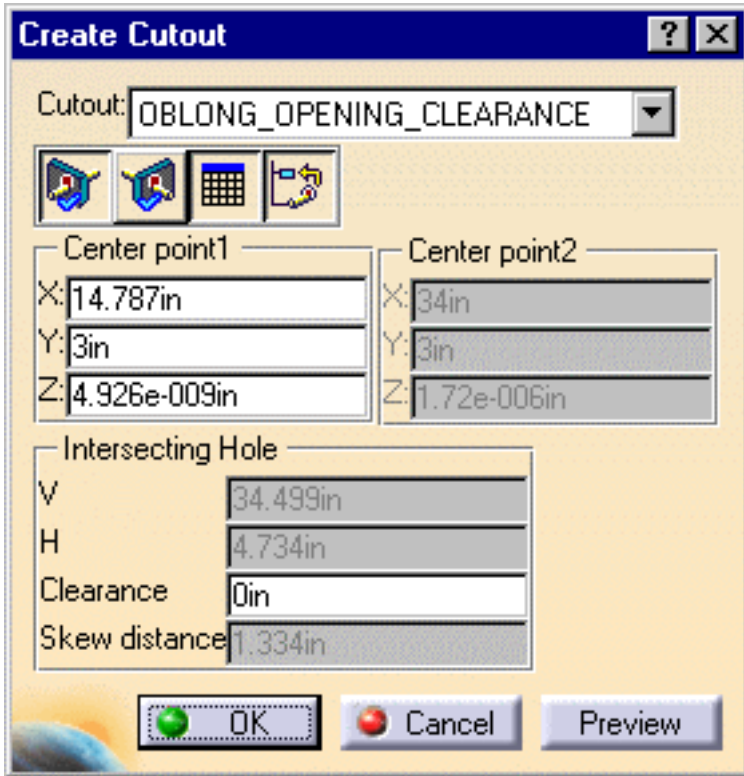 Create Cutout
Cutout: OBLONG_OPENING_CLEARANCE
Center point1
X: 14.787in
Y: 3in
Z: 4.926e-009in
Center point2
X: 34in
Y: 3in
Z: 1.72e-006in
Intersecting Hole
V 34.499in
H 4.734in
Clearance 0in
Skew distance 1.334in
OK Cancel Preview